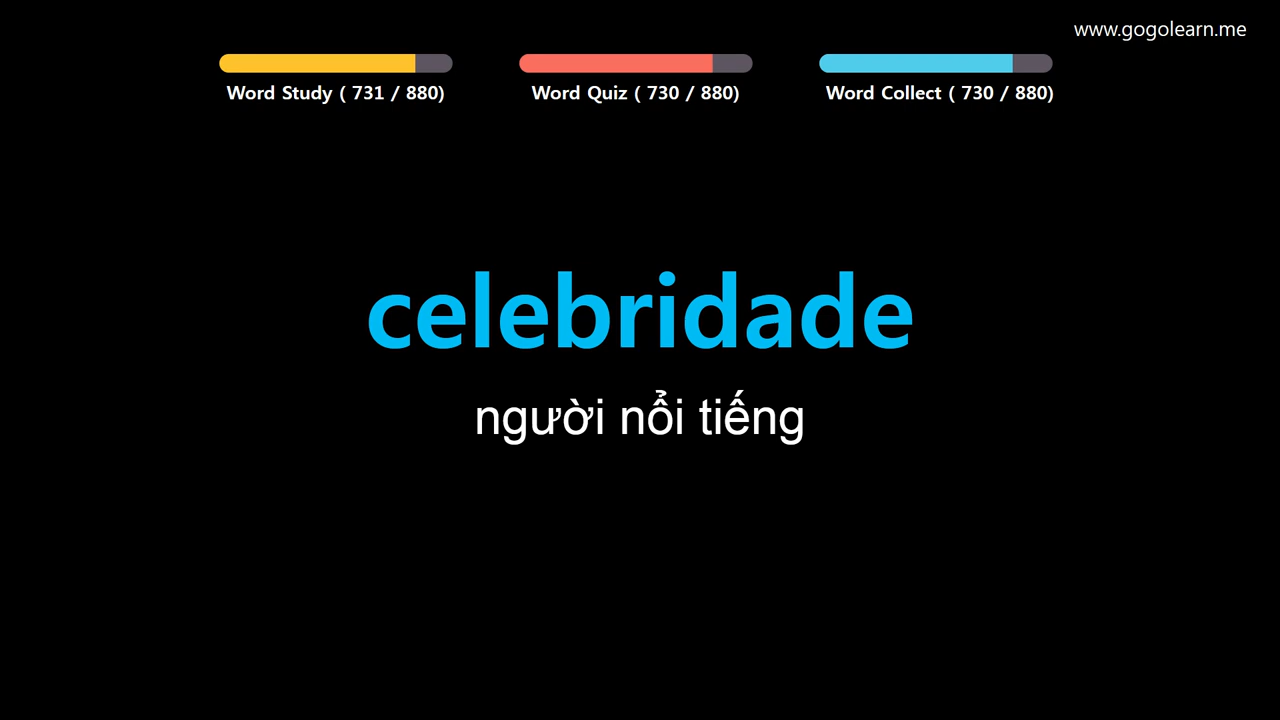 www.gogolearn.me
Word Study ( 731 / 880)
Word Quiz ( 730 / 880)
Word Collect ( 730 / 880)
celebridade
người nổi tiếng